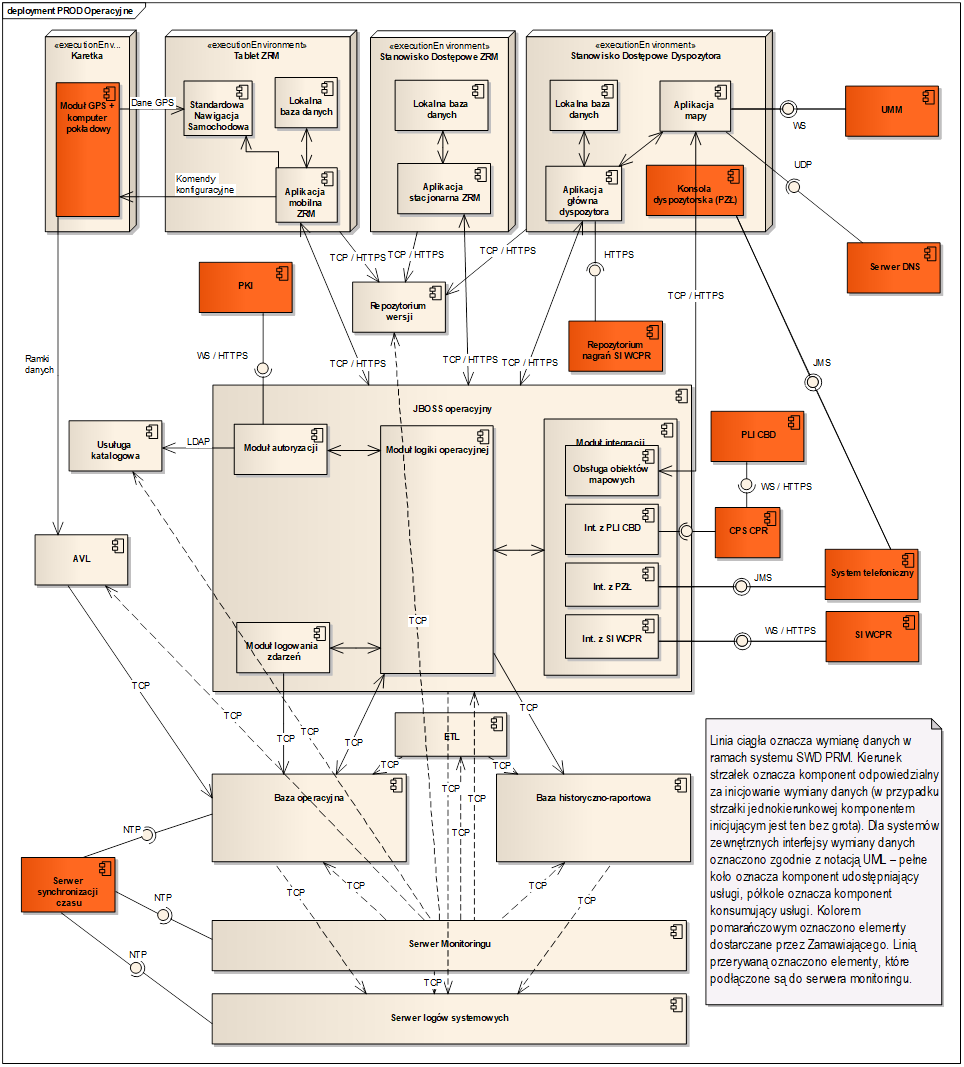 deployment PROD Operacyjne
«executionEnv...
Karetka
Moduł GPS +
komputer
pokładowy
Dane GPS
Komendy
konfiguracyjne
«executionEnvironment»
Tablet ZRM
Standardowa
Nawigacja
Samochodowa
Lokalna
baza danych
Aplikacja
mobilna
ZRM
«executionEnvironment»
Stanowisko Dostępowe ZRM
Lokalna baza
danych
Aplikacja
stacjonarna ZRM
«executionEnvironment»
Stanowisko Dostępowe Dyspozytora
Lokalna baza
danych
Aplikacja
mapy
Aplikacja
główna
dyspozytora
Konsola
dyspozytorska (PZŁ)
WS
UMM
UDP
Serwer DNS
TCP / HTTPS
TCP / HTTPS
TCP / HTTPS
HTTPS
TCP / HTTPS
PKI
Repozytorium
wersji
Repozytorium
nagrań SI WCPR
WS / HTTPS
TCP / HTTPS
TCP / HTTPS
TCP / HTTPS
JMS
Ramki
danych
JBOSS operacyjny
Usuługa
katalogowa
LDAP
Moduł autoryzacji
Moduł logiki operacyjnej
Moduł integracji
Obsługa obiektów
mapowych
Int. z PLI CBD
Int. z PZŁ
Int. z SI WCPR
PLI CBD
WS / HTTPS
CPS CPR
JMS
System telefoniczny
WS / HTTPS
SI WCPR
AVL
Moduł logowania
zdarzeń
TCP
TCP
TCP
TCP
TCP
TCP
TCP
ETL
TCP
TCP
TCP
TCP
TCP
Baza operacyjna
Baza historyczno-raportowa
NTP
Serwer
synchronizacji
czasu
NTP
NTP
TCP
TCP
TCP
TCP
Serwer Monitoringu
TCP
Serwer logów systemowych
Linia ciągła oznacza wymianę danych w
ramach systemu SWD PRM. Kierunek
strzałek oznacza komponent odpowiedzialny
za inicjowanie wymiany danych (w przypadku
strzałki jednokierunkowej komponentem
inicjującym jest ten bez grota). Dla systemów
zewnętrznych interfejsy wymiany danych
oznaczono zgodnie z notacją UML – pełne
koło oznacza komponent udostępniający
usługi, półkole oznacza komponent
konsumujący usługi. Kolorem
pomarańczowym oznaczono elementy
dostarczane przez Zamawiającego. Linią
przerywaną oznaczono elementy, które
podłączone są do serwera monitoringu.